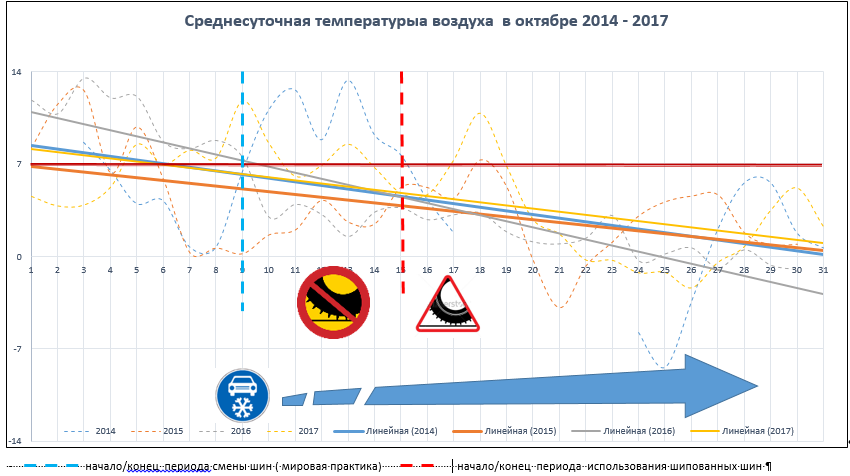 Среднесуточная температурыа воздуха в октябре 2014 - 2017
14
7
0
1 2 3 4 5 6 7 8 9 10 11 12 13 14 15 16 17 18 19 20 21 22 23 24 25 26 27 28 29 30 31
-7
-14
2014 2015 2016 2017 Линейная (2014) Линейная (2015) Линейная (2016) Линейная (2017)
начало/конец периода смены шин ( мировая практика) начало/конец периода использования шипованных шин ¶